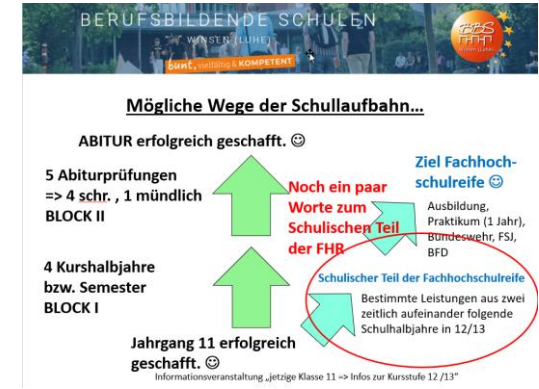 BERUFSBILDENDE SCHULEN
WINSEN (LUHE)
bunt, vielfältig & KOMPETENT
BBS
Winsen (Luhe)
Mögliche Wege der Schullaufbahn...
ABITUR erfolgreich geschafft. ☺
5 Abiturprüfungen
=> 4 schr. , 1 mündlich
BLOCK II
Noch ein paar
Worte zum
Schulischen Teil
der FHR
Ziel Fachhoch-
schulreife ☺
Ausbildung,
Praktikum (1 Jahr),
Bundeswehr, FSJ,
BFD
4 Kurshalbjahre
bzw. Semester
BLOCK I
Schulischer Teil der Fachhochschulreife
Bestimmte Leistungen aus zwei
zeitlich aufeinander folgende
Schulhalbjahre in 12/13
Jahrgang 11 erfolgreich
geschafft. ☺
Informationsveranstaltung „jetzige Klasse 11 => Infos zur Kursstufe 12 /13"